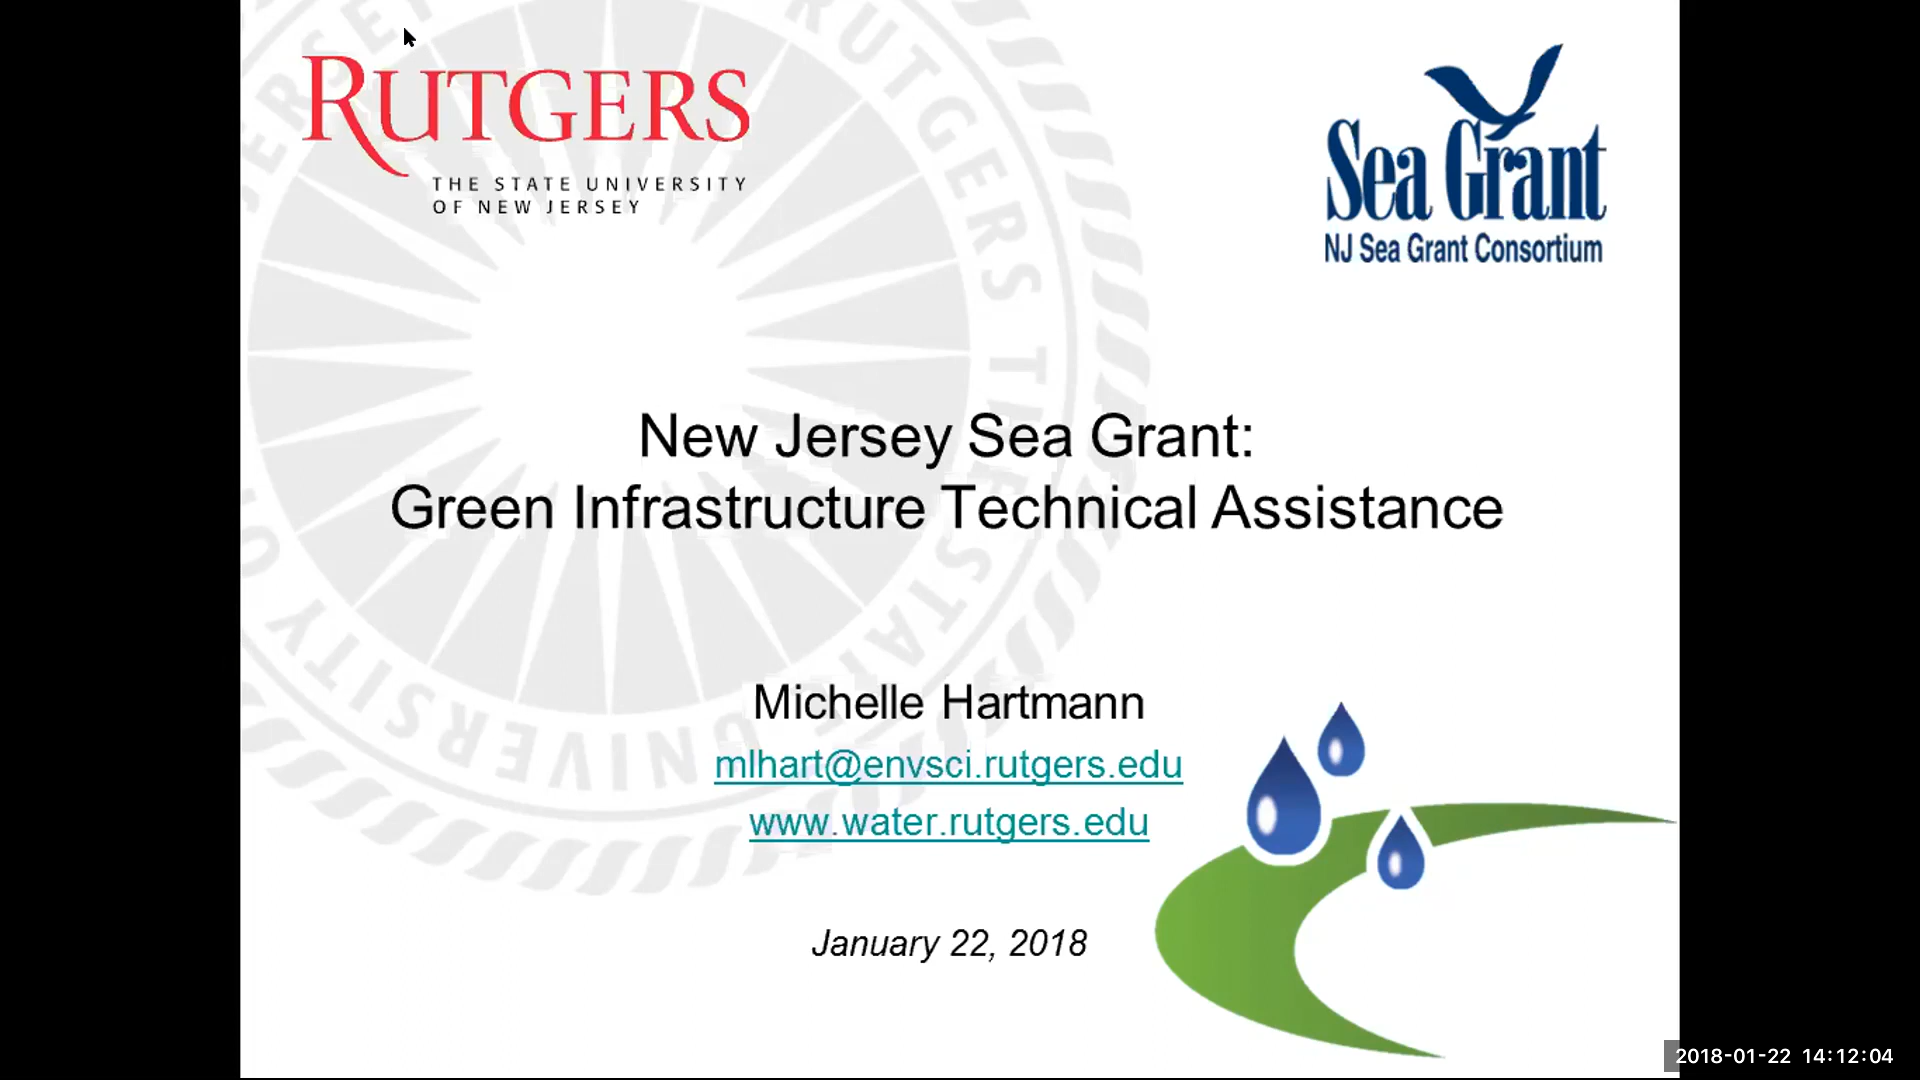 RUTGERS
THE STATE UNIVERSITY
OF NEW JERSEY
Sea Grant
NJ Sea Grant Consortium
New Jersey Sea Grant:
Green Infrastructure Technical Assistance
Michelle Hartmann
mlhart@envsci.rutgers.edu
www.water.rutgers.edu
January 22, 2018
2018-01-22 14:12:04